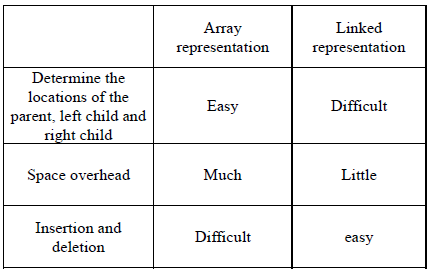 Array
representation
Linked
representation
Determine the
locations of the
parent, left child and
right child
Easy
Difficult
Space overhead
Much
Little
Insertion and
deletion
Difficult
easy